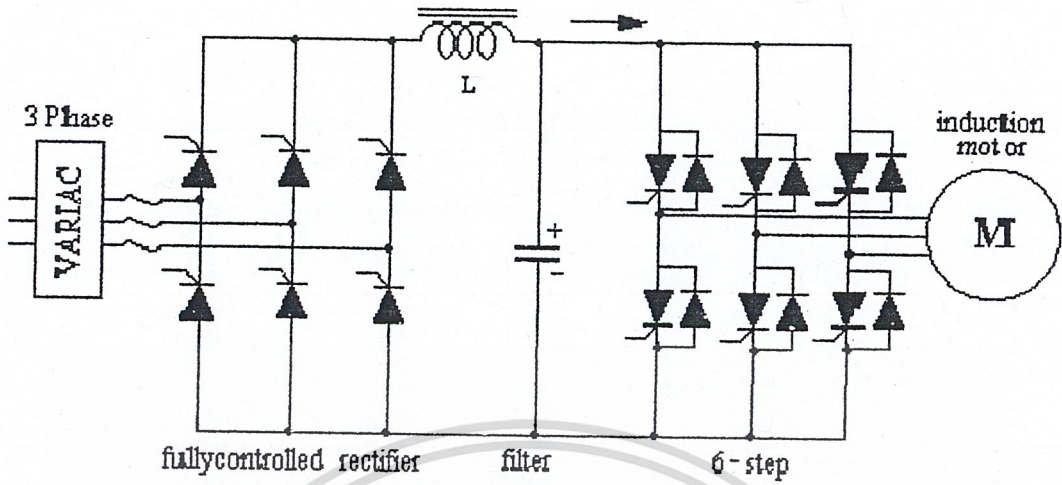 L
3 Phase
VARIAC
induction
motor
+
-
M
fullycontrolled rectifier filter 6-step